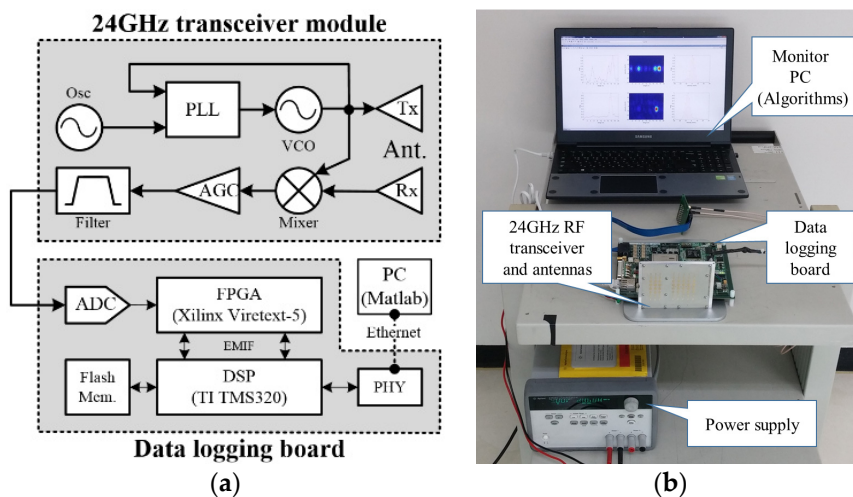 24GHz transceiver module
Osc
PLL
VCO
Tx
Ant.
Filter
AGC
Mixer
Rx
ADC
FPGA
(Xilinx Viretext-5)
PC
(Matlab)
Ethernet
EMIF
Flash
Mem.
DSP
(TI TMS320)
PHY
Data logging board
(a)
Monitor
PC
(Algorithms)
SAMSUNG
24GHz RF
transceiver
and antennas
Data
logging
board
Power supply
(b)